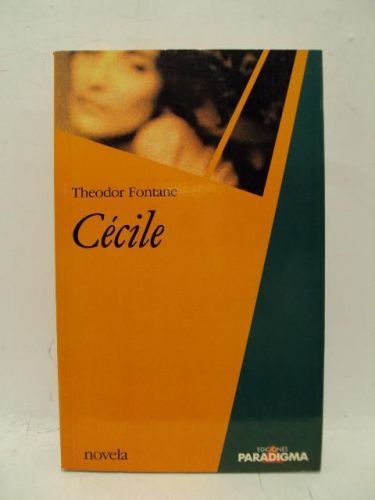 Theodor Fontane
Cécile
novela
EDICIONES
PARADIGMA